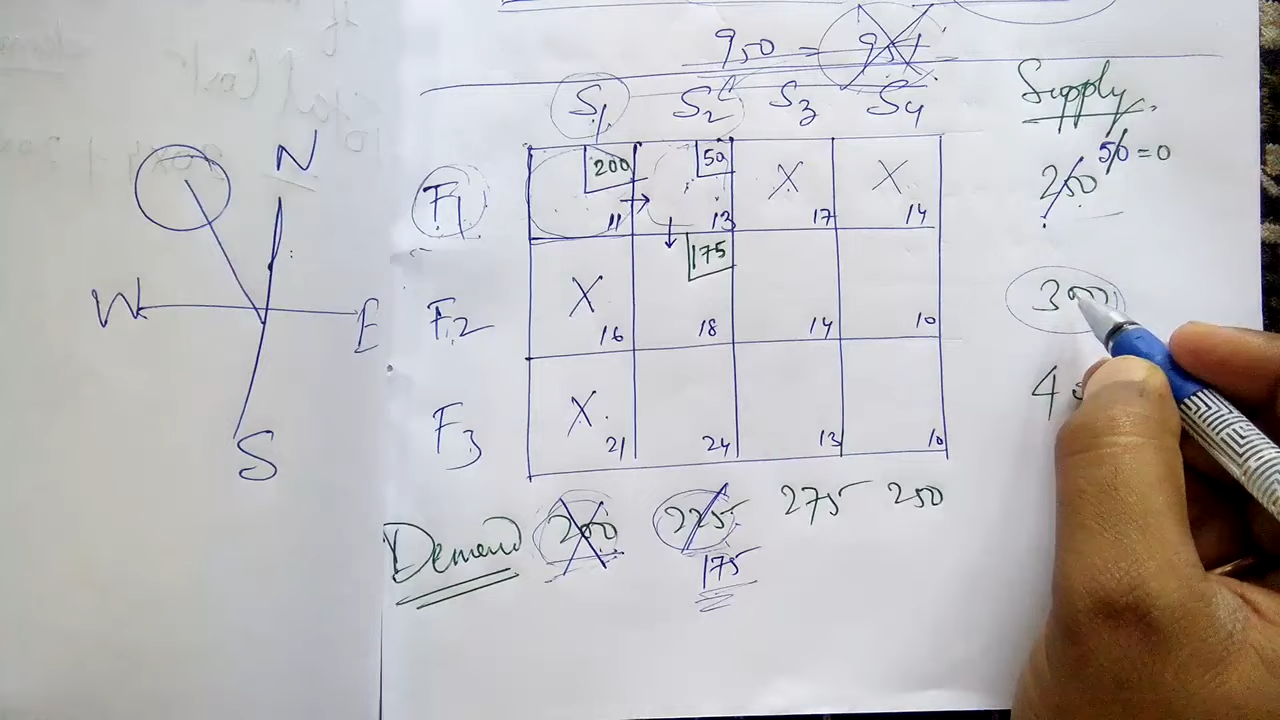 950 = 951
S1 S2 S3 S4 Supply
N
F1 200 50 X X 250 50 = 0
11 13 17 14
W E
F2 X 175 300
16 18 14 10
S
F3 X 4
21 24 13 10
Demand 200 225 275 250
175